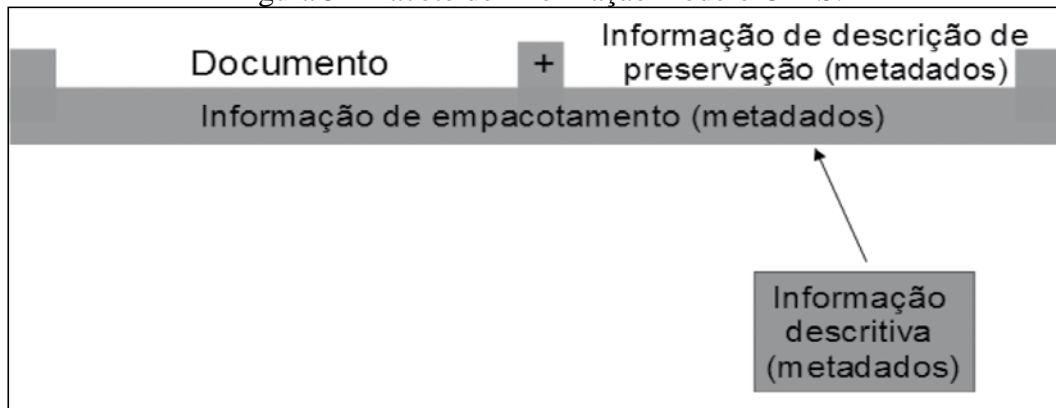 Documento
+
Informação de descrição de
preservação (metadados)
Informação de empacotamento (metadados)
Informação
descritiva
(metadados)